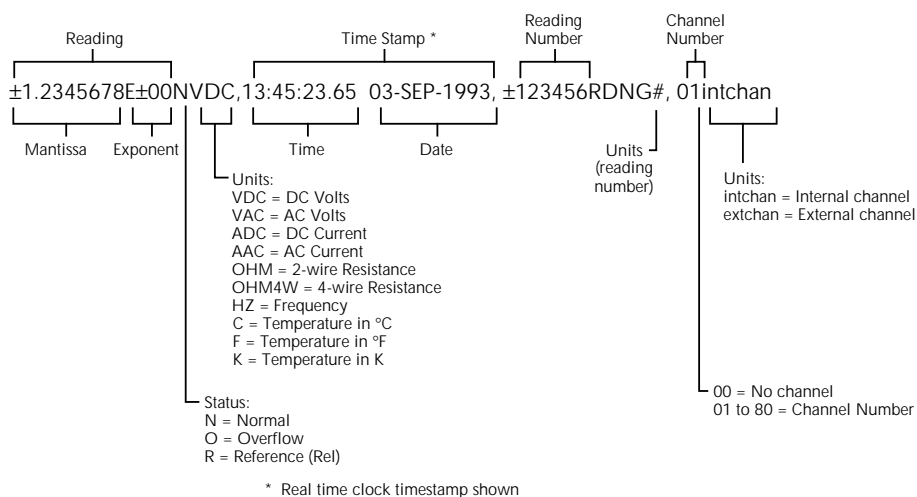 Reading
Time Stamp *
Reading
Number
Channel
Number
±1.2345678E±00NVDC,13:45:23.65 03-SEP-1993, ±123456RDNG#, 01intchan
Mantissa
Exponent
Time
Date
Units
(reading
number)
Units:
intchan = Internal channel
extchan = External channel
Units:
VDC = DC Volts
VAC = AC Volts
ADC = DC Current
AAC = AC Current
OHM = 2-wire Resistance
OHM4W = 4-wire Resistance
HZ = Frequency
C = Temperature in °C
F = Temperature in °F
K = Temperature in K
00 = No channel
01 to 80 = Channel Number
Status:
N = Normal
O = Overflow
R = Reference (Rel)
* Real time clock timestamp shown